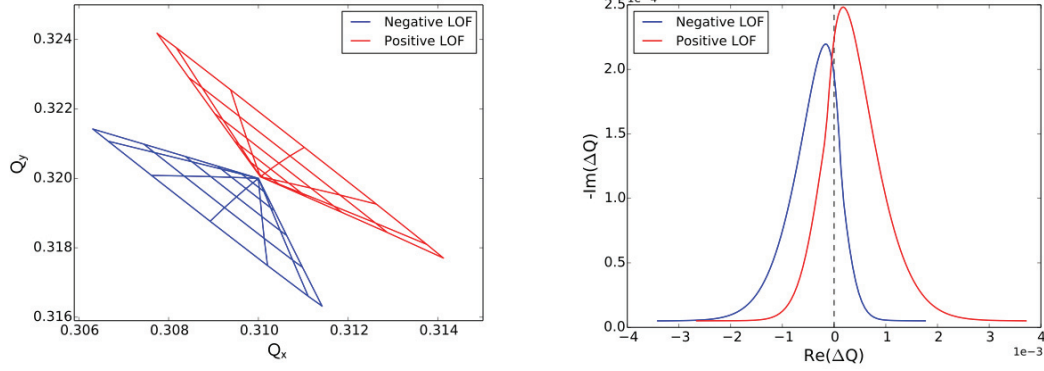 Negative LOF
Positive LOF
0.324
0.322
0.320
0.318
0.316
Q_y
0.306
0.308
0.310
0.312
0.314
Q_x
Negative LOF
Positive LOF
2.5
2.0
1.5
1.0
0.5
0.0
-Im(ΔQ)
−4
−3
−2
−1
0
1
2
3
4
1e−3
Re(ΔQ)